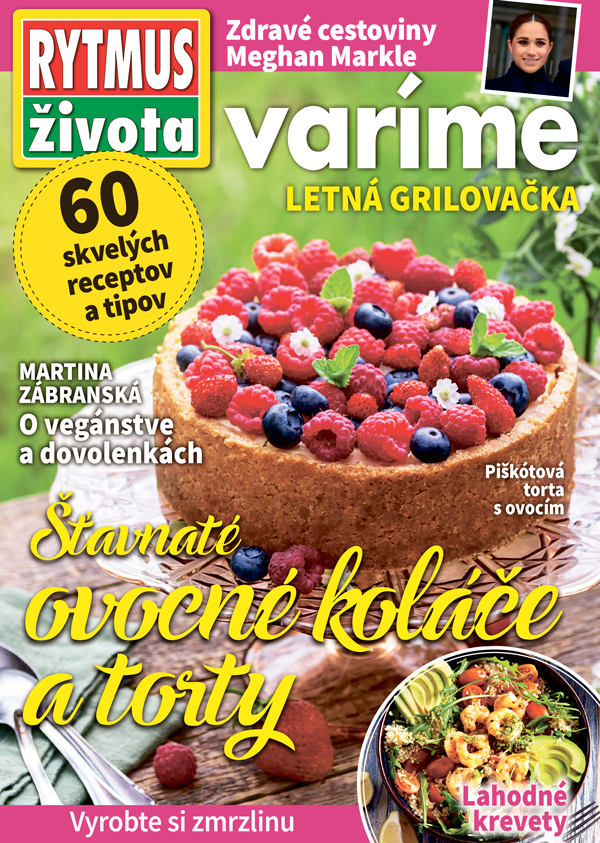 RYTMUS
života
Zdravé cestoviny
Meghan Markle
varíme
LETNÁ GRILOVAČKA
60
skvelých
receptov
a tipov
MARTINA
ZÁBRANSKÁ
O vegánstve
a dovolenkách
Piškótová
torta
s ovocím
Šťavnaté
ovocné koláče
a torty
Lahodné
krevety
Vyrobte si zmrzlinu